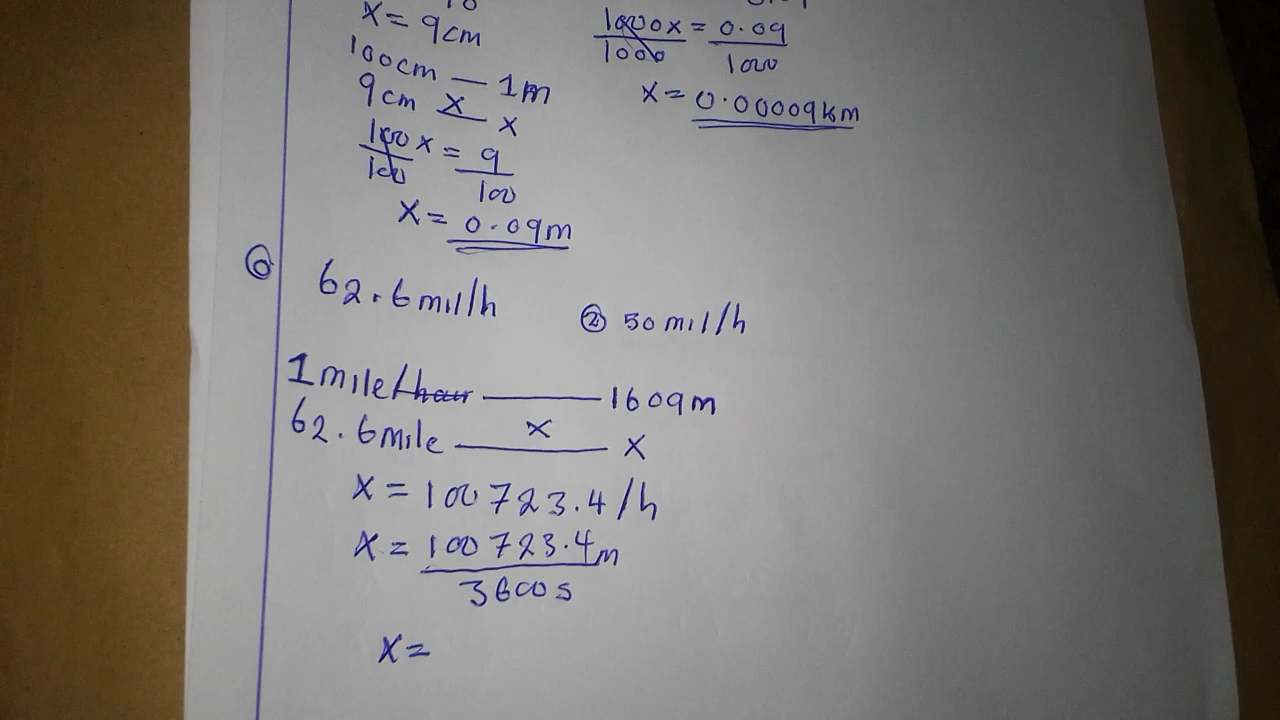 x = 9cm
100cm — 1m
9cm x x
100x = 9
100 100
x = 0.09m
1000x = 0.09
1000 1000
x = 0.00009km
6
62.6mil/h
② 50mil/h
1mile/hour — 1609m
62.6mile x x
x = 100723.4/h
x = 100723.4m
3600s
x =